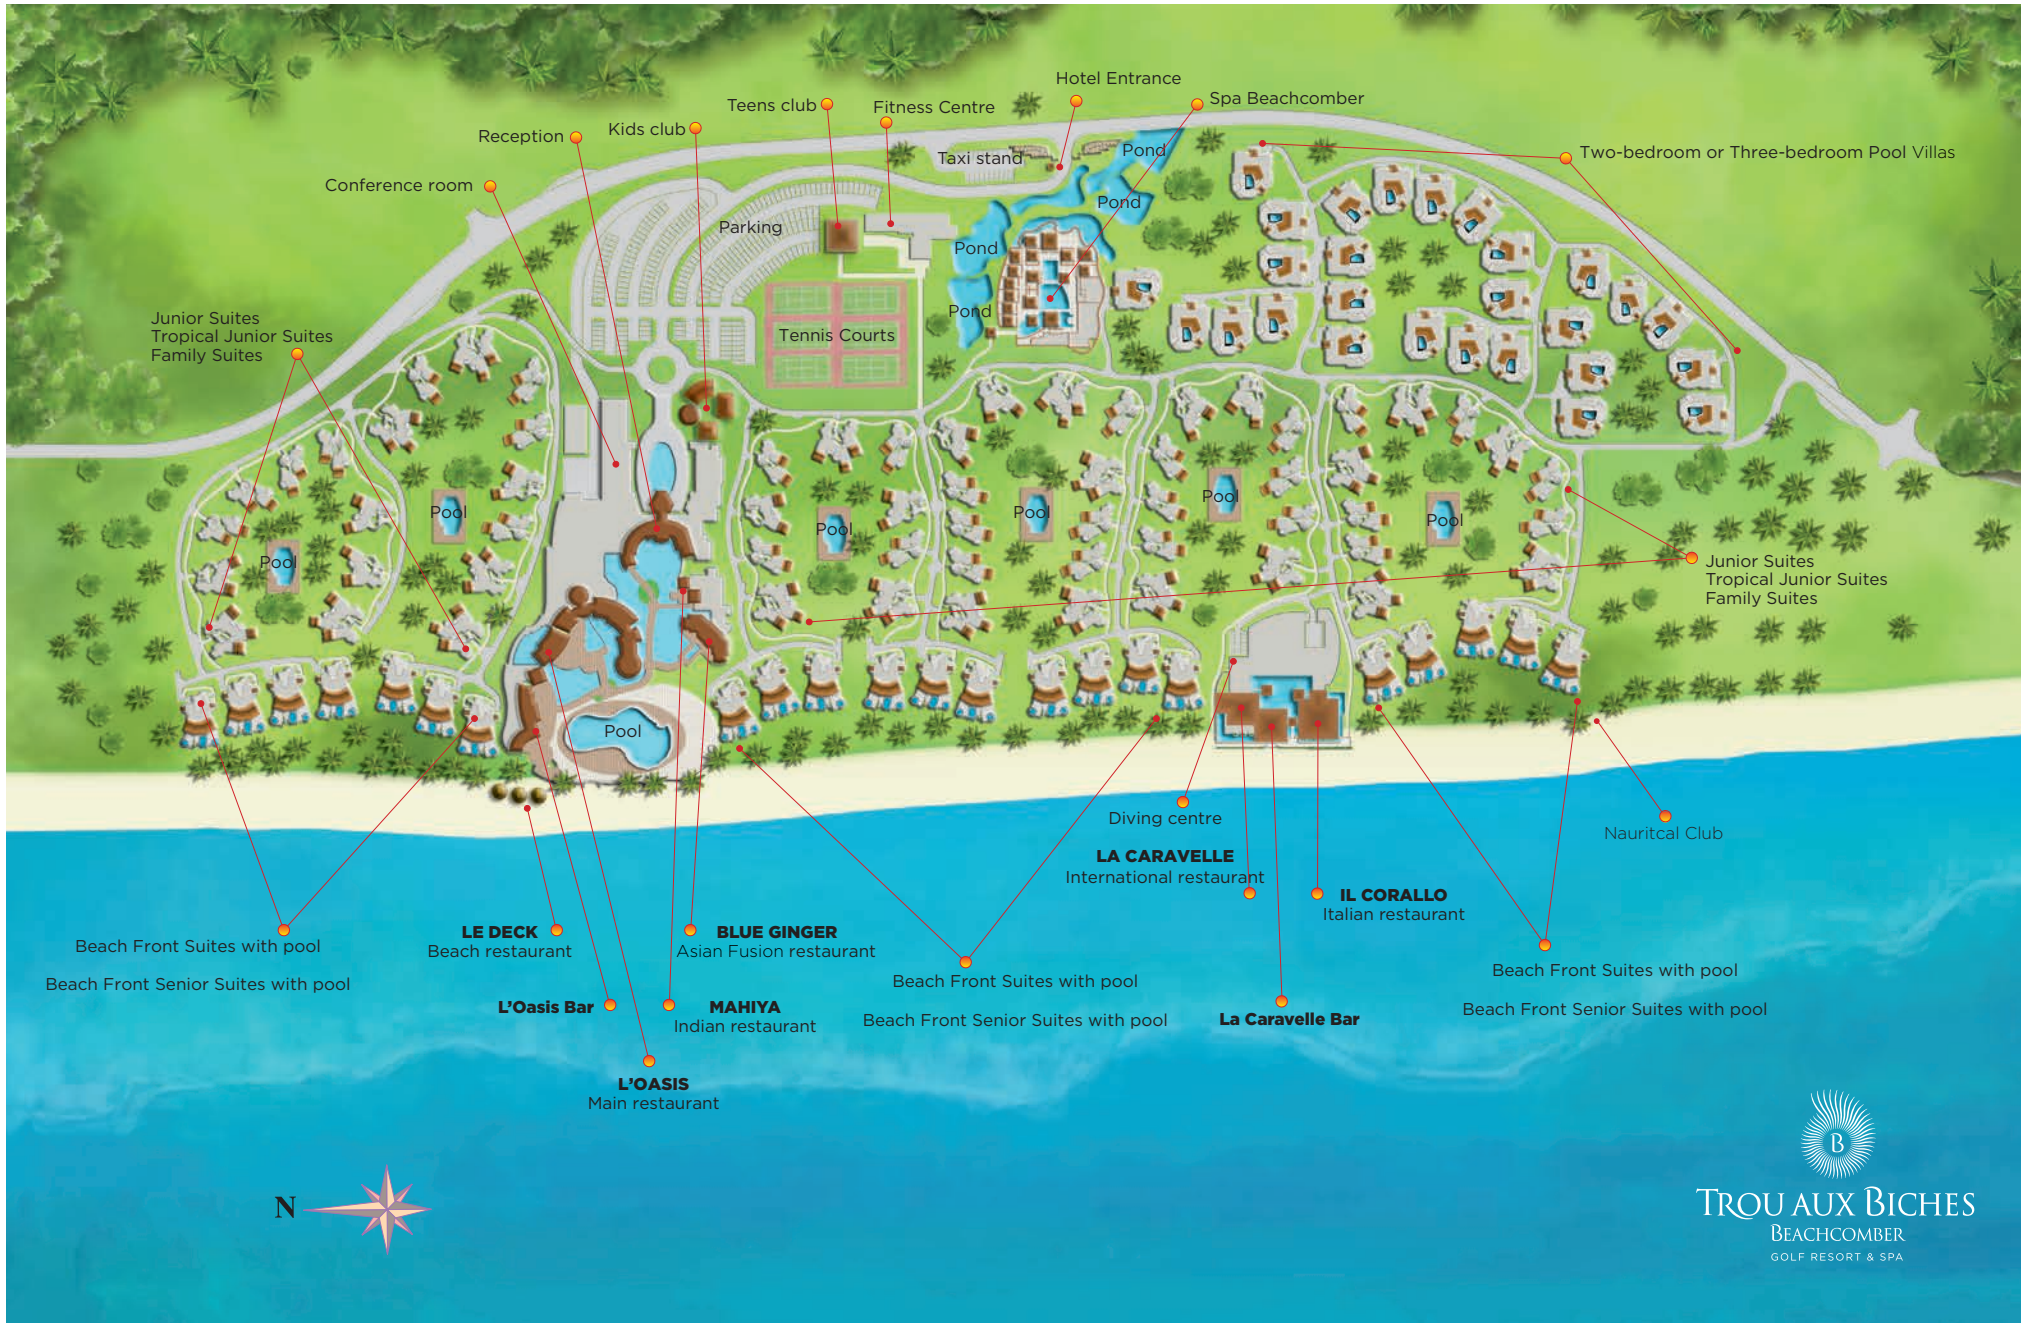 Hotel Entrance
Teens club
Fitness Centre
Spa Beachcomber
Reception
Kids club
Taxi stand
Pond
Two-bedroom or Three-bedroom Pool Villas
Conference room
Pond
Parking
Pond
Pond
Junior Suites
Tropical Junior Suites
Family Suites
Tennis Courts
Pool
Pool
Pool
Pool
Pool
Pool
Junior Suites
Tropical Junior Suites
Family Suites
Pool
Diving centre
Nauritcal Club
LA CARAVELLE
International restaurant
IL CORALLO
Italian restaurant
LE DECK
Beach restaurant
BLUE GINGER
Asian Fusion restaurant
Beach Front Suites with pool
Beach Front Senior Suites with pool
Beach Front Suites with pool
Beach Front Senior Suites with pool
Beach Front Suites with pool
Beach Front Senior Suites with pool
L'Oasis Bar
MAHIYA
Indian restaurant
La Caravelle Bar
L'OASIS
Main restaurant
N
B
TROU AUX BICHES
BEACHCOMBER
GOLF RESORT & SPA